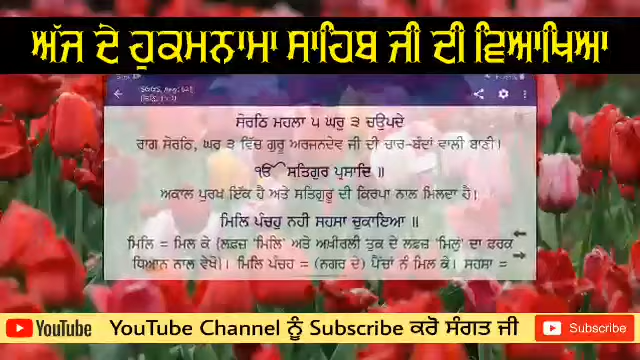 ਅੱਜ ਦੇ ਹੁਕਮਨਾਮਾ ਸਾਹਿਬ ਜੀ ਦੀ ਵਿਆਖਿਆ
ਸੋਰਠਿ ਮਹਲਾ ੫ ਘਰੁ ੩ ਚਉਪਦੇ
ਰਾਗ ਸੋਰਠਿ, ਘਰ ੩ ਵਿੱਚ ਗੁਰੂ ਅਰਜਨਦੇਵ ਜੀ ਦੀ ਚਾਰ-ਬੰਦਾਂ ਵਾਲੀ ਬਾਣੀ।
ੴ ਸਤਿਗੁਰ ਪ੍ਰਸਾਦਿ ॥
ਅਕਾਲ ਪੁਰਖ ਇੱਕ ਹੈ ਅਤੇ ਸਤਿਗੁਰੂ ਦੀ ਕਿਰਪਾ ਨਾਲ ਮਿਲਦਾ ਹੈ।
ਮਿਲਿ ਪੰਚਹੁ ਨਹੀ ਸਹਸਾ ਚੁਕਾਇਆ ॥
ਮਿਲਿ = ਮਿਲ ਕੇ {ਲਫ਼ਜ਼ 'ਮਿਲਿ' ਅਤੇ ਅਖ਼ੀਰਲੀ ਤੁਕ ਦੇ ਲਫ਼ਜ਼ 'ਮਿਲੁ' ਦਾ ਫ਼ਰਕ
ਧਿਆਨ ਨਾਲ ਵੇਖੋ}। ਮਿਲਿ ਪੰਚਹ = (ਨਗਰ ਦੇ) ਪੈਂਚਾਂ ਨੇ ਮਿਲ ਕੇ। ਸਹਸਾ =
YouTube YouTube Channel ਨੂੰ Subscribe ਕਰੋ ਸੰਗਤ ਜੀ Subscribe